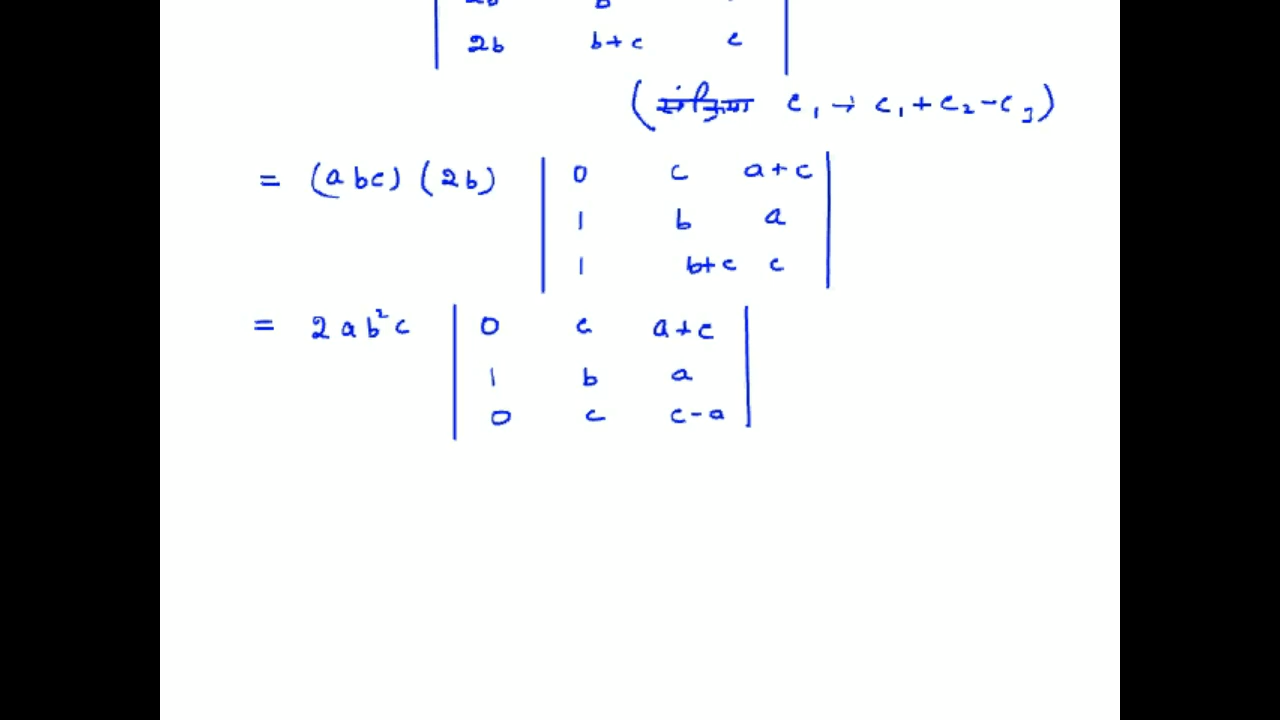 2b b+c c
(संक्रिया c₁ → c₁ + c₂ - c₃)
= (abc) (2b) | 0 c a+c |
| 1 b a |
| 1 b+c c |
= 2ab²c | 0 c a+c |
| 1 b a |
| 0 c c-a |